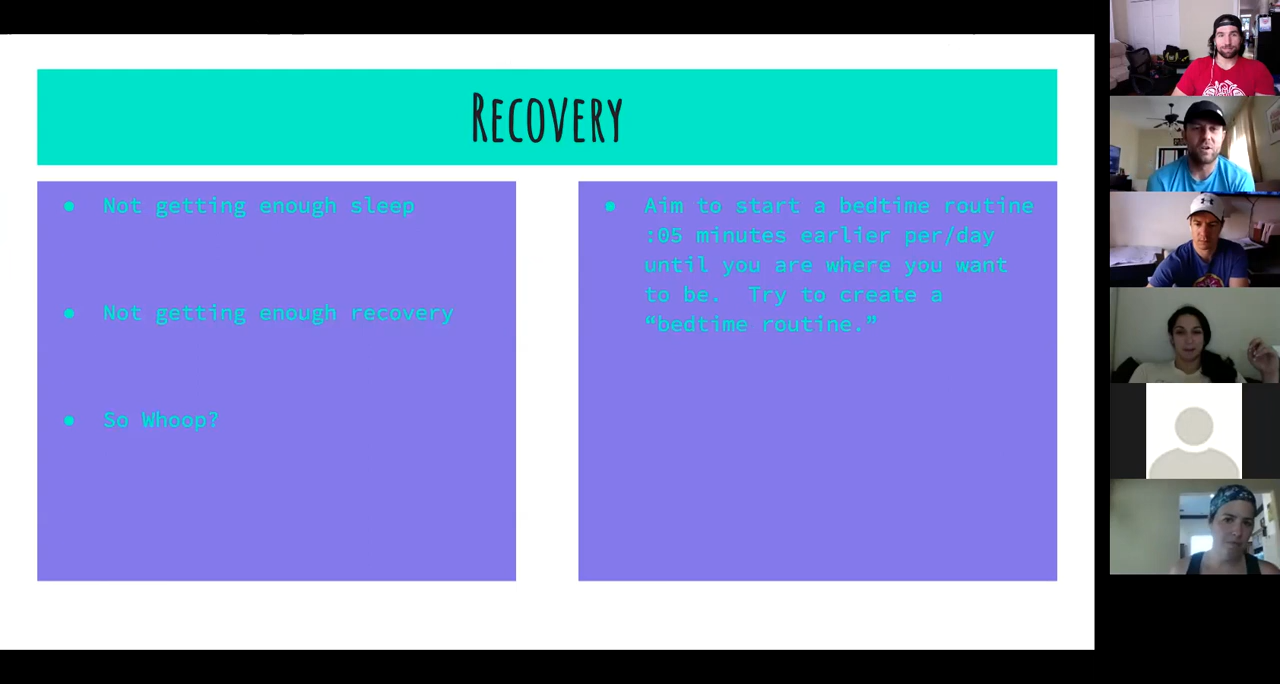 Recovery
● Not getting enough sleep
● Not getting enough recovery
● So Whoop?
● Aim to start a bedtime routine
:05 minutes earlier per/day
until you are where you want
to be.  Try to create a
“bedtime routine.”